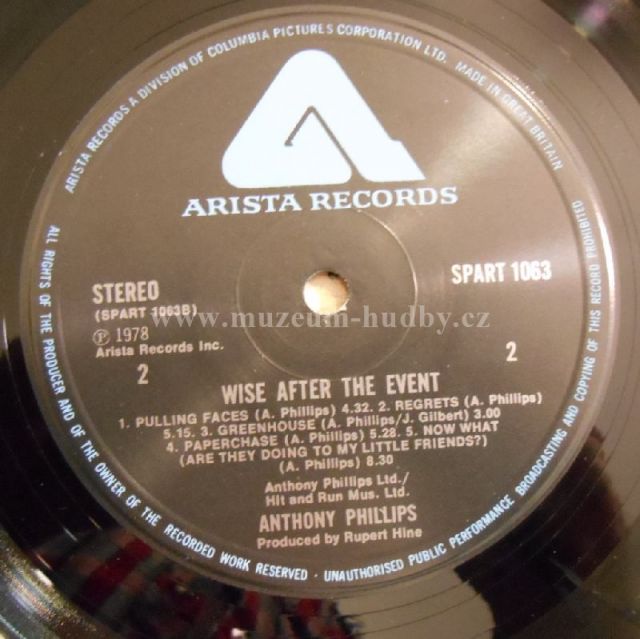 ARISTA RECORDS A DIVISION OF COLUMBIA PICTURES CORPORATION LTD. MADE IN GREAT BRITAIN
ARISTA RECORDS
STEREO
(SPART 1063B)
SPART 1063
www.muzeum-hudby.cz
Ⓟ 1978
Arista Records Inc.
2
2
WISE AFTER THE EVENT
1. PULLING FACES (A. Phillips) 4.32. 2. REGRETS (A. Phillips)
5.15. 3. GREENHOUSE (A. Phillips/J. Gilbert) 3.00
4. PAPERCHASE (A. Phillips) 5.28. 5. NOW WHAT
(ARE THEY DOING TO MY LITTLE FRIENDS?)
(A. Phillips) 8.30
Anthony Phillips Ltd./
Hit and Run Mus. Ltd.
ANTHONY PHILLIPS
Produced by Rupert Hine
ALL RIGHTS OF THE PRODUCER AND OF THE OWNER OF THE RECORDED WORK RESERVED · UNAUTHORISED PUBLIC PERFORMANCE BROADCASTING AND COPYING OF THIS RECORD PROHIBITED